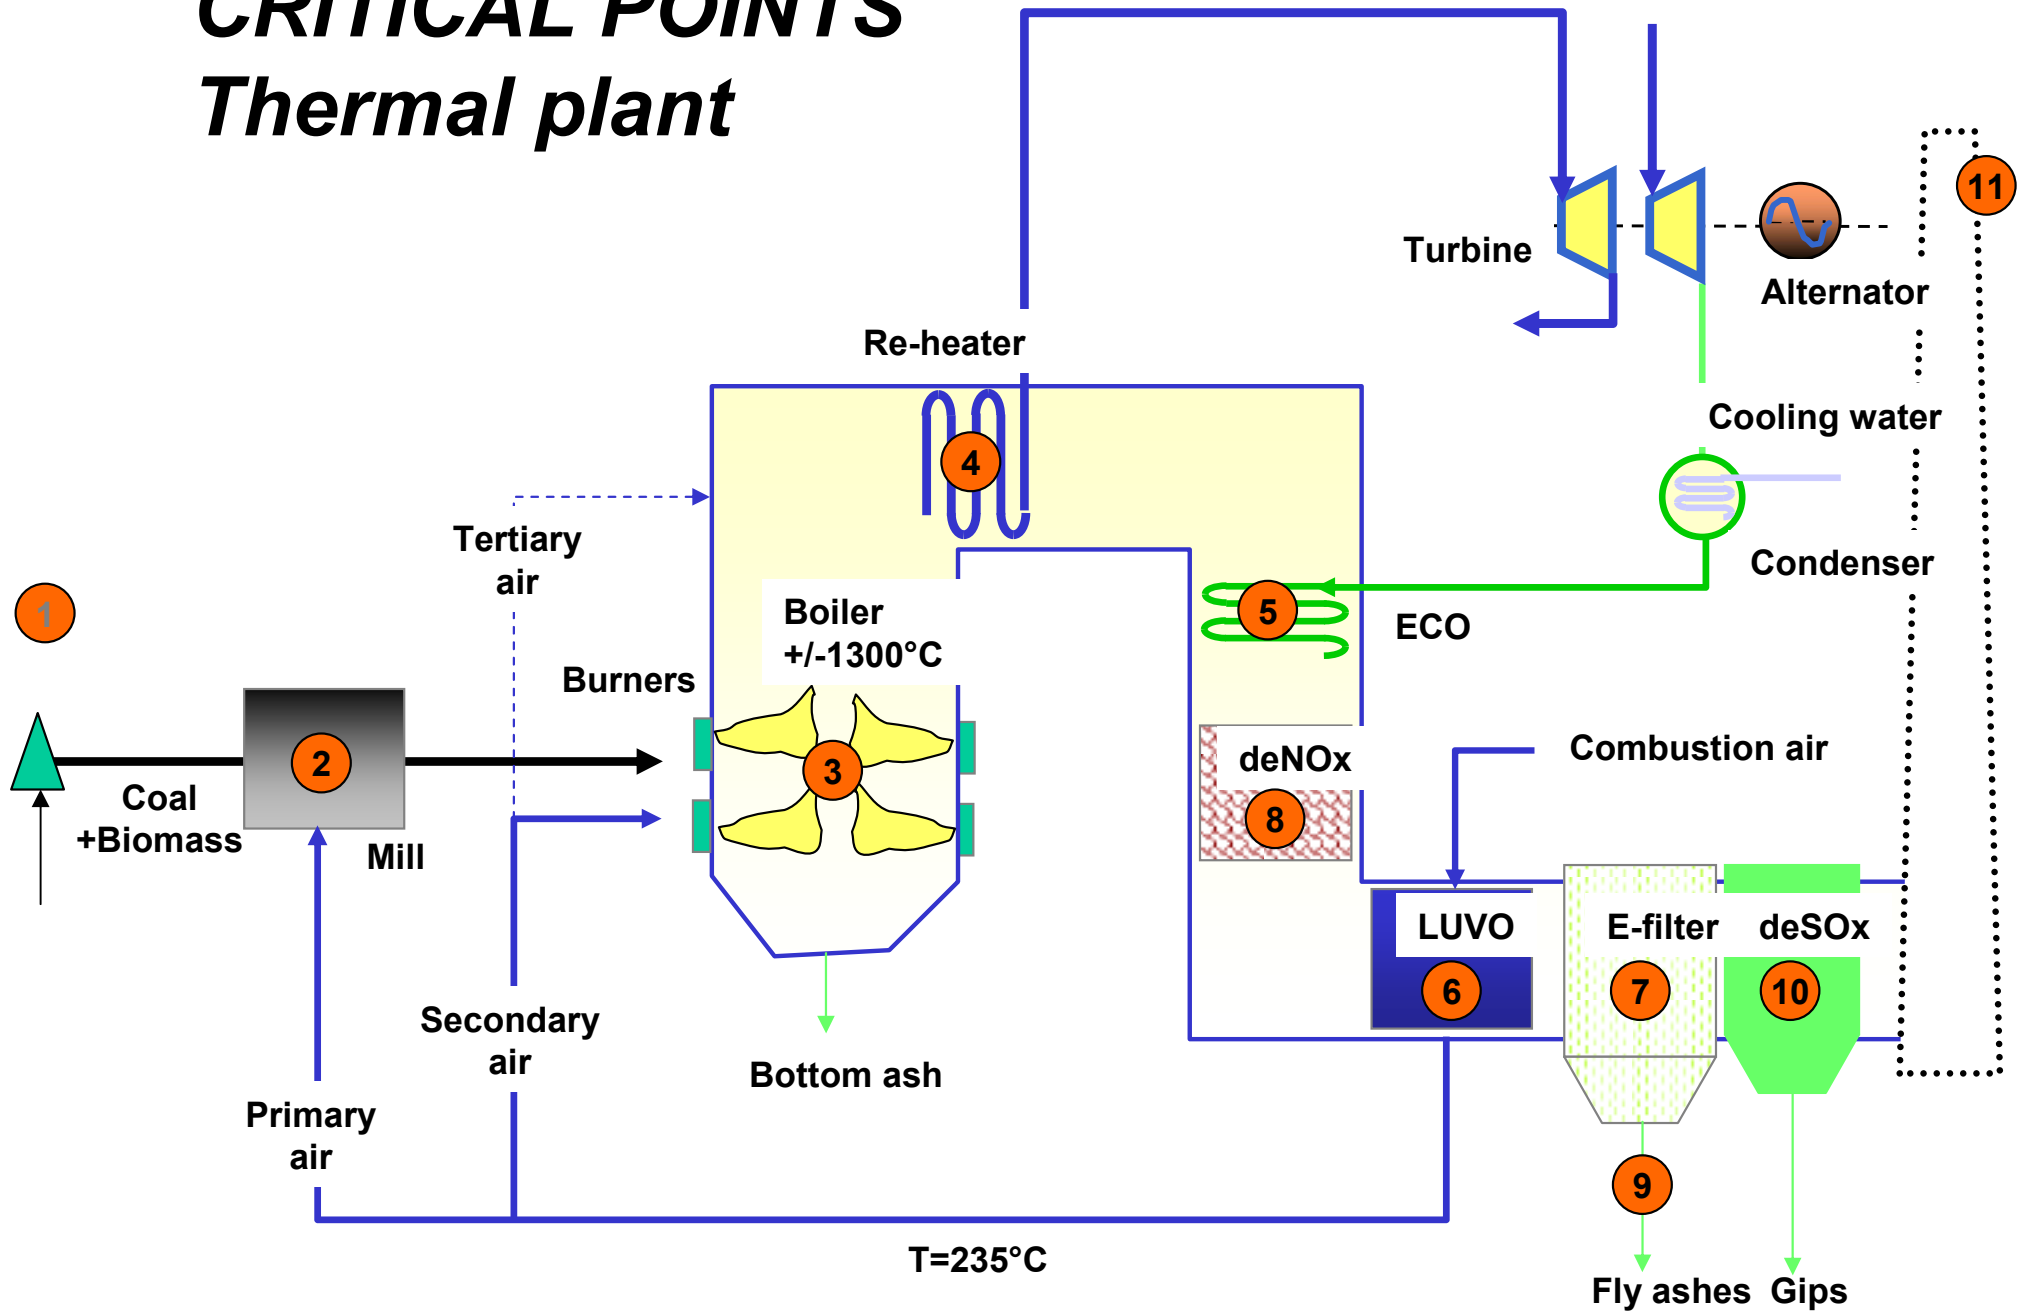 CRITICAL POINTS
Thermal plant
11
Turbine
Alternator
Re-heater
Cooling water
4
Tertiary
air
Condenser
1
Boiler
+/-1300°C
5
ECO
Burners
2
3
deNOx
Combustion air
Coal
+Biomass
8
Mill
LUVO
E-filter
deSOx
6
7
10
Secondary
air
Bottom ash
Primary
air
9
T=235°C
Fly ashes
Gips